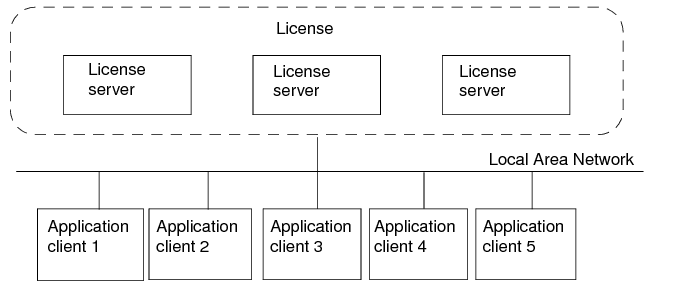 License
License License License
server server server
Local Area Network
Application Application Application Application Application
client 1 client 2 client 3 client 4 client 5